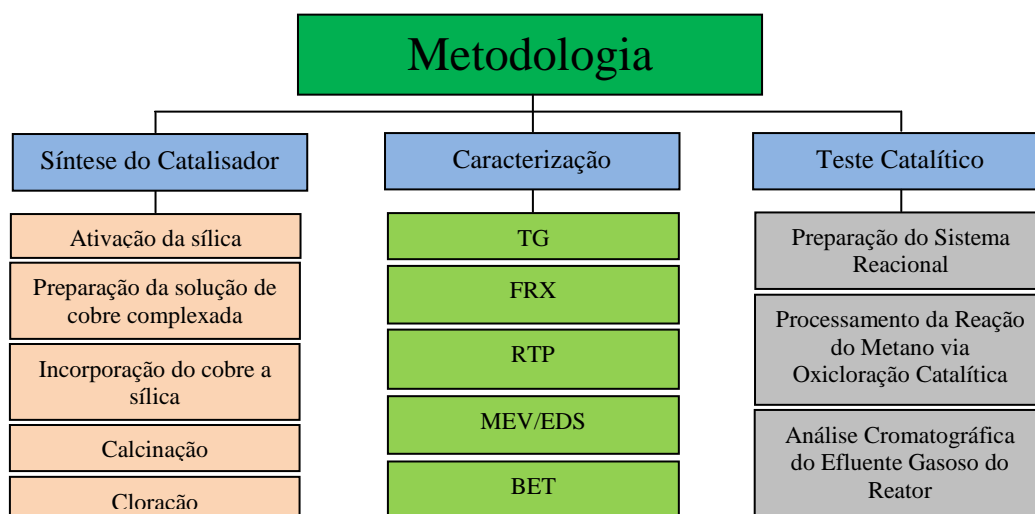 Metodologia
Síntese do Catalisador
Ativação da sílica
Preparação da solução de
cobre complexada
Incorporação do cobre a
sílica
Calcinação
Cloração
Caracterização
TG
FRX
RTP
MEV/EDS
BET
Teste Catalítico
Preparação do Sistema
Reacional
Processamento da Reação
do Metano via
Oxicloração Catalítica
Análise Cromatográfica
do Efluente Gasoso do
Reator